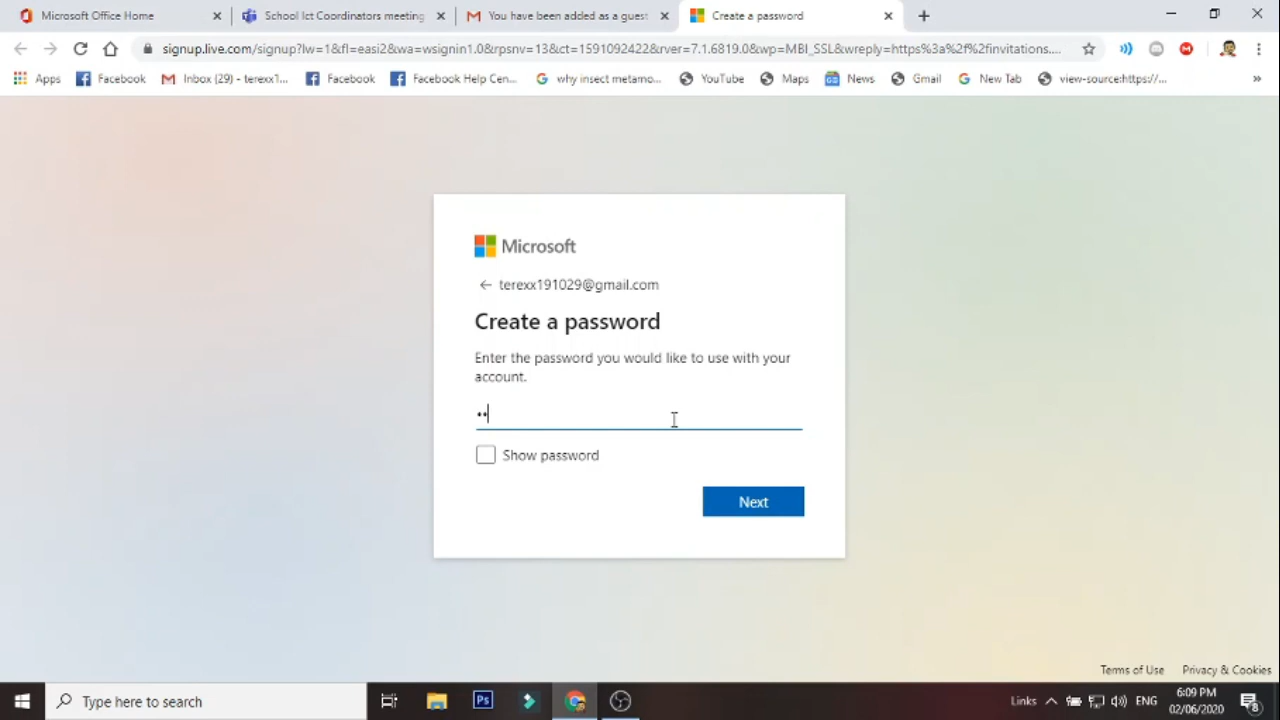 Microsoft Office Home
School Ict Coordinators meeting
You have been added as a guest
Create a password
signup.live.com/signup?lw=1&fl=easi2&wa=wsignin1.0&rpsnv=13&ct=1591092422&rver=7.1.6819.0&wp=MBI_SSL&wreply=https%3a%2f%2finvitations....
Apps
Facebook
Inbox (29) - terexx1...
Facebook
Facebook Help Cen...
why insect metamo...
YouTube
Maps
News
Gmail
New Tab
view-source:https://...
»
Microsoft
← terexx191029@gmail.com
Create a password
Enter the password you would like to use with your
account.
••
Show password
Next
Terms of Use
Privacy & Cookies
Type here to search
Ps
Links
ENG
6:09 PM
02/06/2020
8